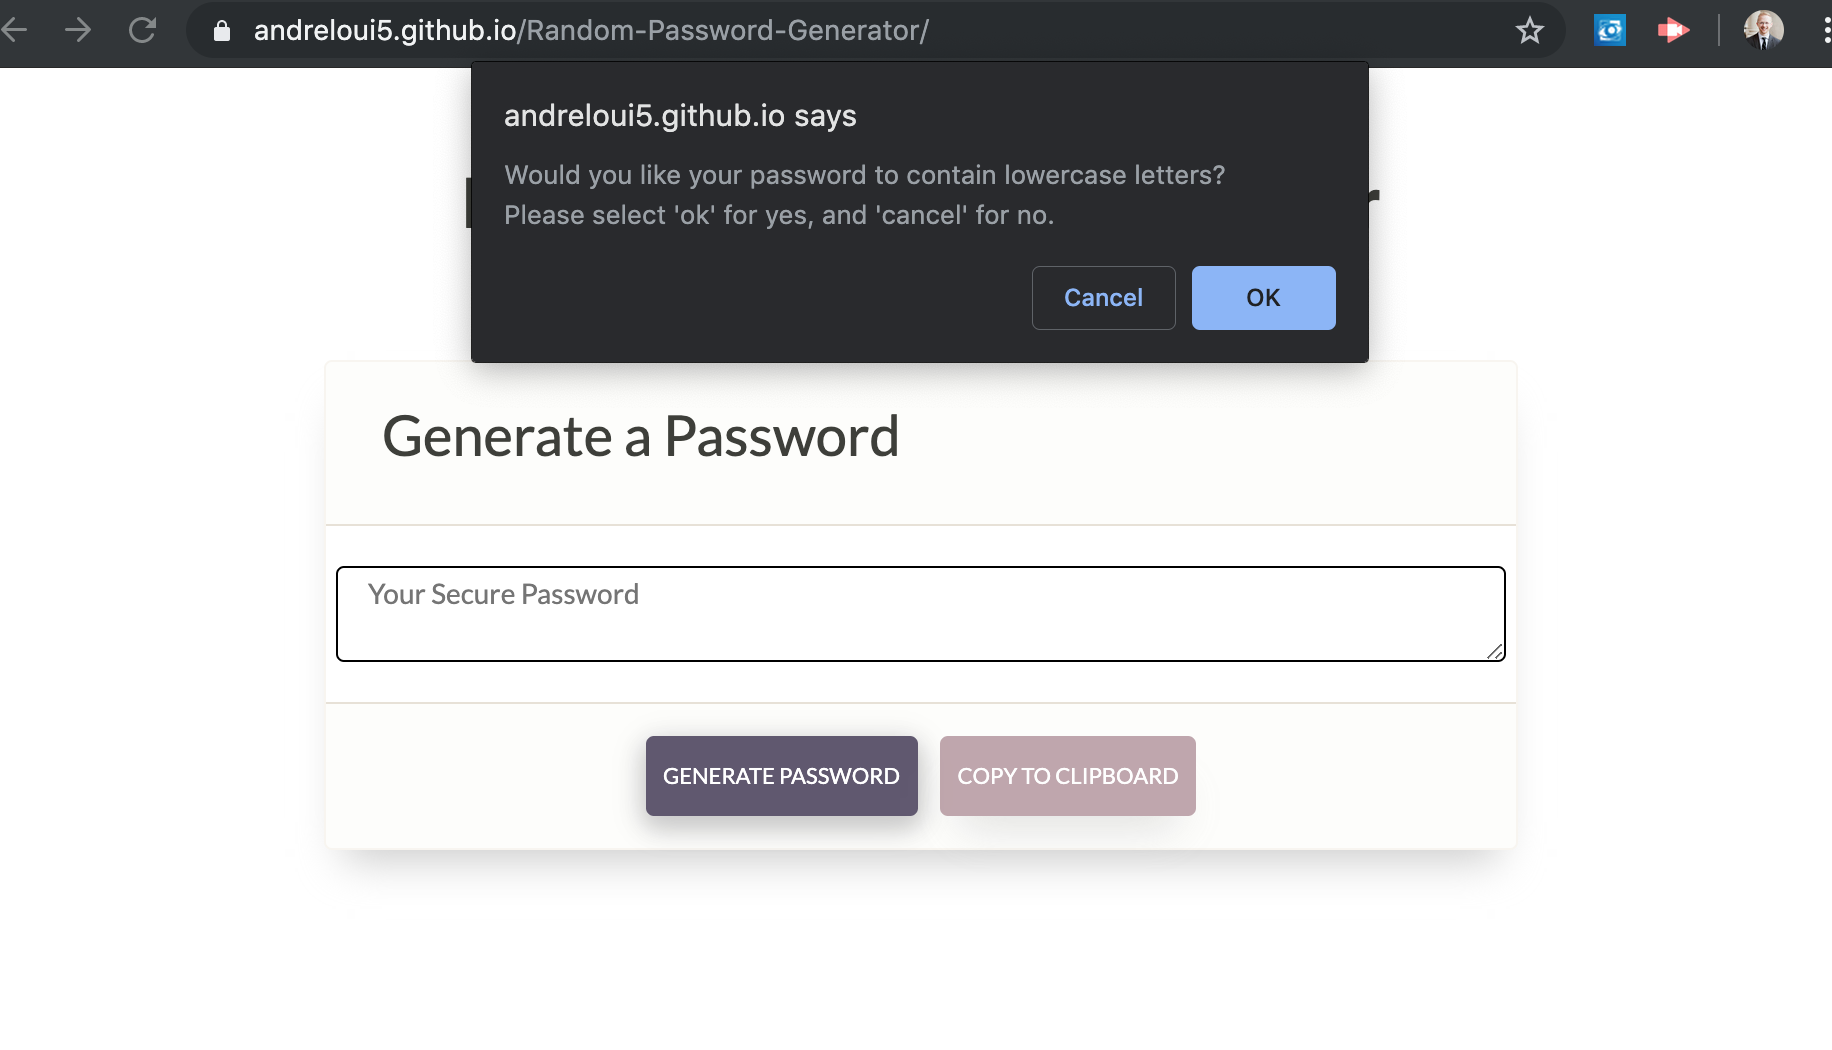 andreloui5.github.io/Random-Password-Generator/
andreloui5.github.io says
Would you like your password to contain lowercase letters?
Please select 'ok' for yes, and 'cancel' for no.
Cancel
OK
Generate a Password
Your Secure Password
GENERATE PASSWORD
COPY TO CLIPBOARD